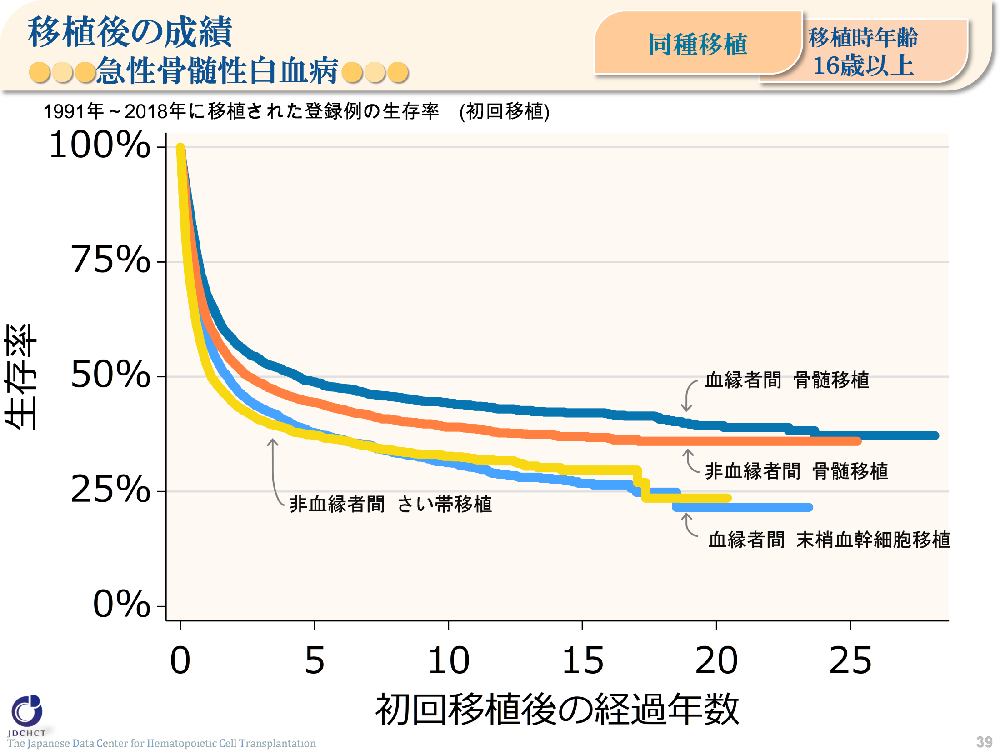 移植後の成績
急性骨髄性白血病
同種移植
移植時年齢
16歳以上
1991年～2018年に移植された登録例の生存率　(初回移植)
100%
75%
50%
25%
0%
生存率
血縁者間　骨髄移植
非血縁者間　骨髄移植
非血縁者間　さい帯移植
血縁者間　末梢血幹細胞移植
0 5 10 15 20 25
初回移植後の経過年数
JDCHCT
The Japanese Data Center for Hematopoietic Cell Transplantation
39